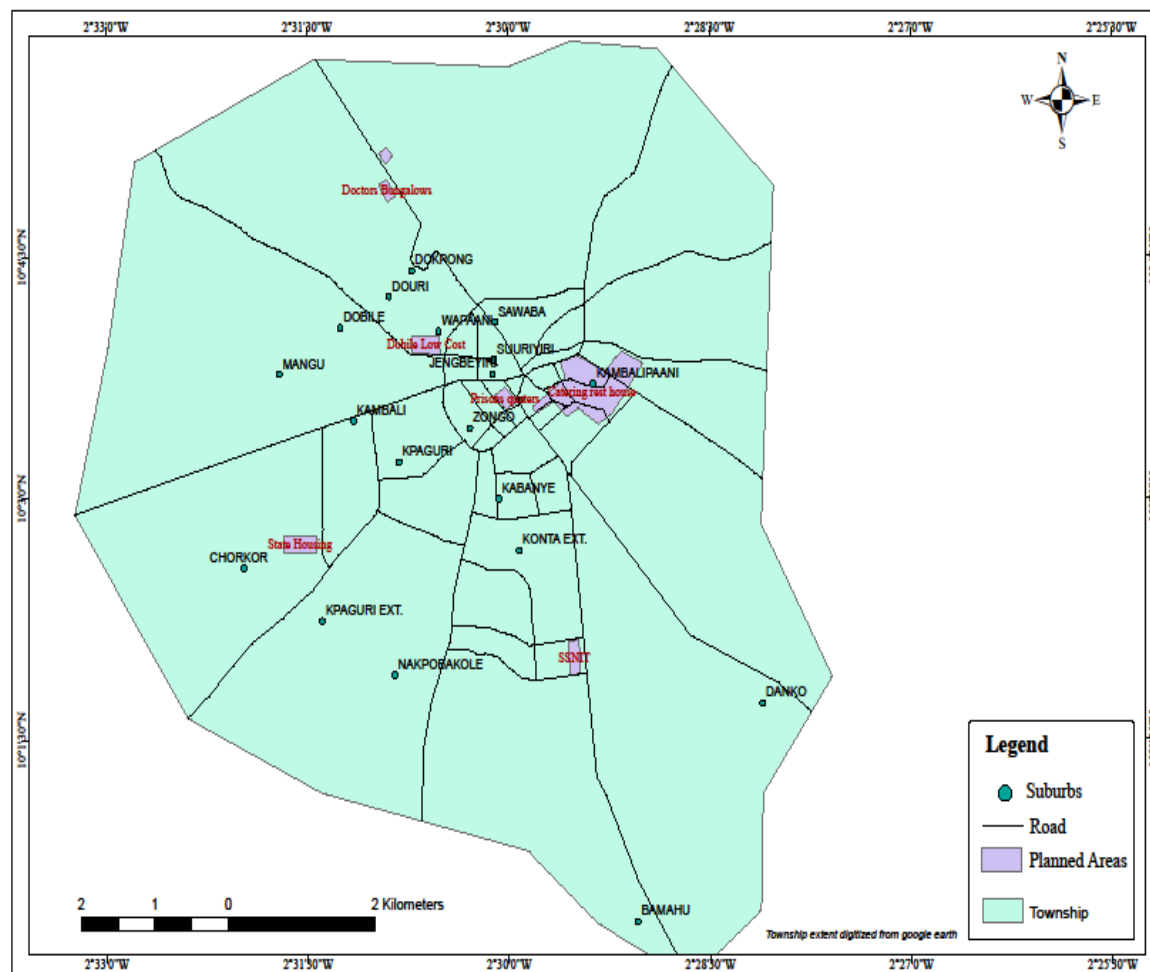 2°33'0"W 2°31'30"W 2°30'0"W 2°28'30"W 2°27'0"W 2°25'30"W
N
W E
S
Doctors Bungalows
10°4'30"N
DOKPONG
DOURI
SAWABA
DOBILE
WAPAANI
Dobile Low Cost
SUURIYIRI
JENGBEYIRI
MANGU
KAMBALIPAANI
Prisons quaters
Catering rest house
KAMBALI
ZONGO
KPAGURI
10°3'0"N
KABANYE
State Housing
KONTA EXT.
CHORKOR
KPAGURI EXT.
SSNIT
NAKPOBAKOLE
DANKO
10°1'30"N
Legend
Suburbs
Road
Planned Areas
Township
2 1 0 2 Kilometers
BAMAHU
Township extent digitized from google earth
2°33'0"W 2°31'30"W 2°30'0"W 2°28'30"W 2°27'0"W 2°25'30"W